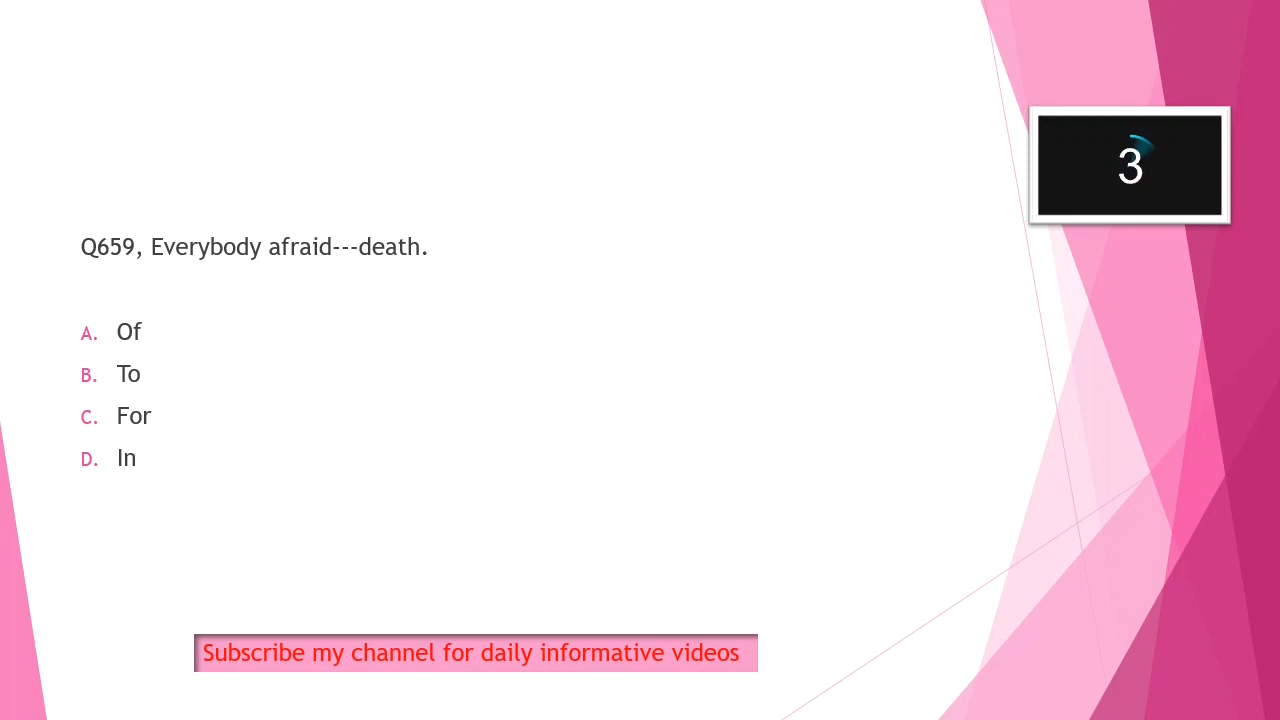 3
Q659, Everybody afraid---death.
A. Of
B. To
C. For
D. In
Subscribe my channel for daily informative videos